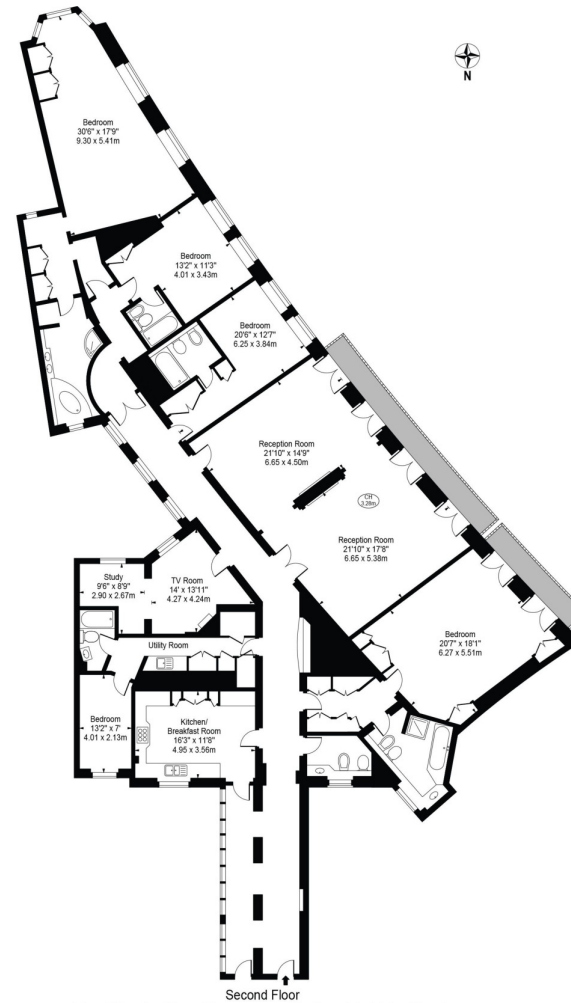 N
Bedroom
30'6" x 17'9"
9.30 x 5.41m
Bedroom
13'2" x 11'3"
4.01 x 3.43m
Bedroom
20'6" x 12'7"
6.25 x 3.84m
Reception Room
21'10" x 14'9"
6.65 x 4.50m
CH
3.28m
Reception Room
21'10" x 17'8"
6.65 x 5.38m
Study
9'6" x 8'9"
2.90 x 2.67m
TV Room
14' x 13'11"
4.27 x 4.24m
Utility Room
Bedroom
20'7" x 18'1"
6.27 x 5.51m
Bedroom
13'2" x 7'
4.01 x 2.13m
Kitchen/
Breakfast Room
16'3" x 11'8"
4.95 x 3.56m
Second Floor